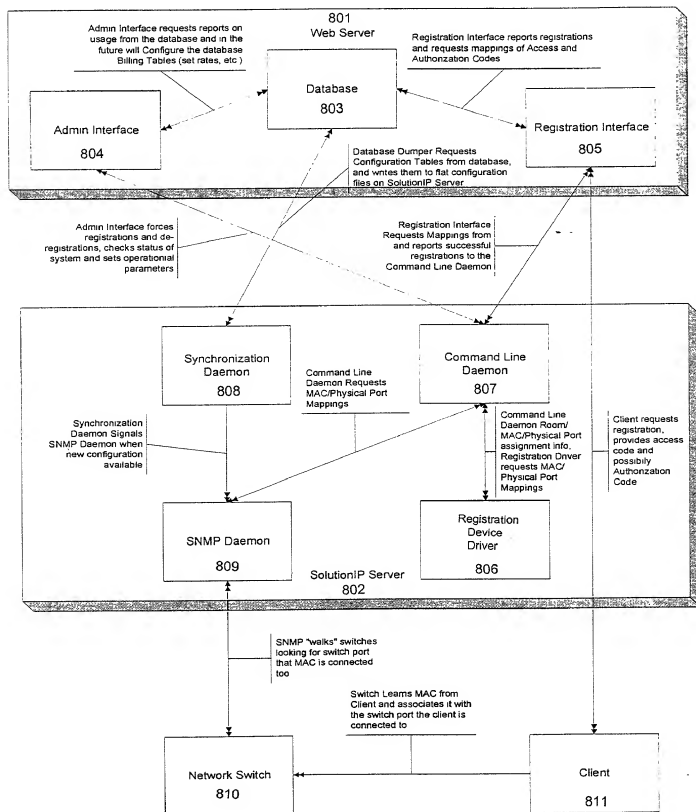 801
Web Server
Admin Interface requests reports on
usage from the database and in the
future will Configure the database
Billing Tables (set rates, etc )
Registration Interface reports registrations
and requests mappings of Access and
Authorization Codes
Database
803
Admin Interface
804
Registration Interface
805
Database Dumper Requests
Configuration Tables from database,
and writes them to flat configuration
files on SolutionIP Server
Admin Interface forces
registrations and de-
registrations, checks status of
system and sets operational
parameters
Registration Interface
Requests Mappings from
and reports successful
registrations to the
Command Line Daemon
Synchronization
Daemon
808
Command Line
Daemon Requests
MAC/Physical Port
Mappings
Command Line
Daemon
807
Synchronization
Daemon Signals
SNMP Daemon when
new configuration
available
Command Line
Daemon Room/
MAC/Physical Port
assignment info,
Registration Driver
requests MAC/
Physical Port
Mappings
Client requests
registration,
provides access
code and
possibily
Authonzation
Code
SNMP Daemon
809
Registration
Device
Driver
806
SolutionIP Server
802
SNMP "walks" switches
looking for switch port
that MAC is connected
too
Switch Learns MAC from
Client and associates it with
the switch port the client is
connected to
Network Switch
810
Client
811